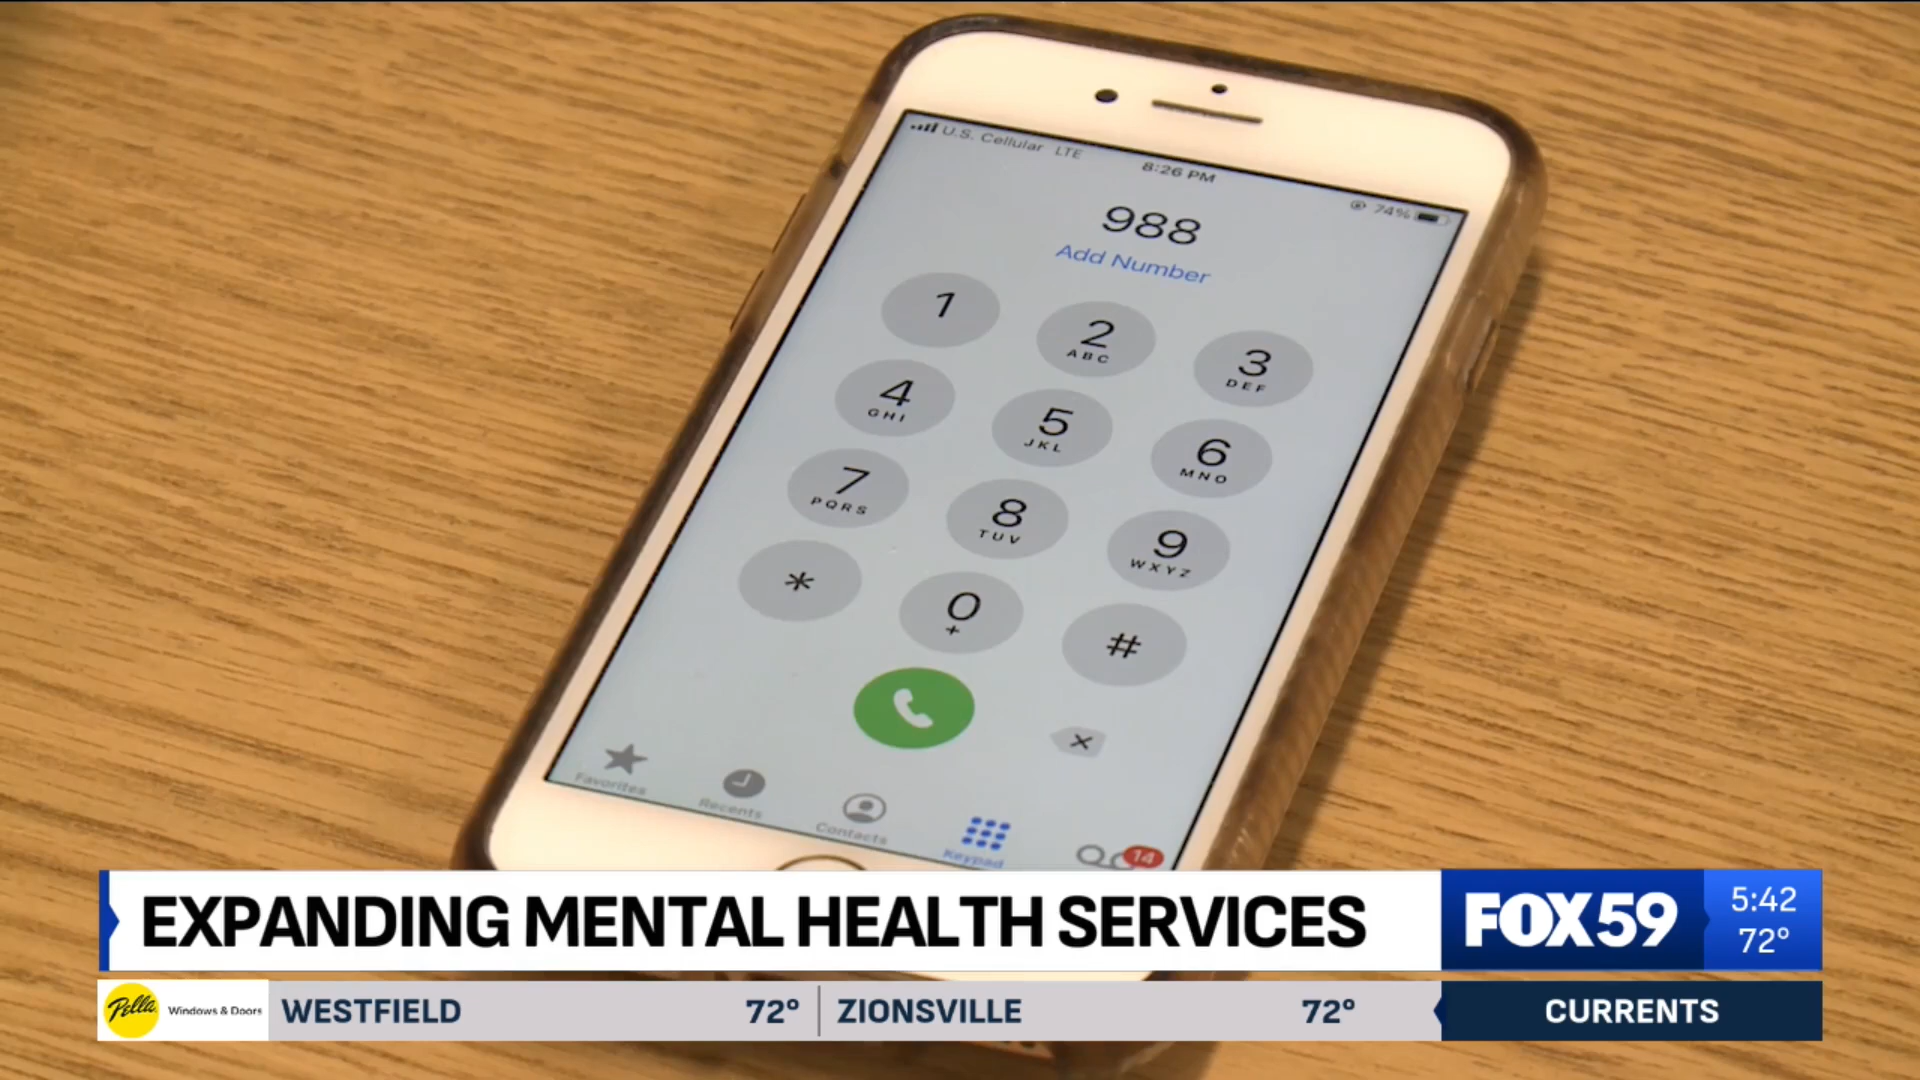 U.S. Cellular LTE
8:26 PM
74%
988
Add Number
1
2
ABC
3
DEF
4
GHI
5
JKL
6
MNO
7
PQRS
8
TUV
9
WXYZ
*
0
+
#
Favorites
Recents
Contacts
Keypad
14
EXPANDING MENTAL HEALTH SERVICES
FOX 59
5:42
72°
Pella Windows & Doors
WESTFIELD 72°
ZIONSVILLE 72°
CURRENTS